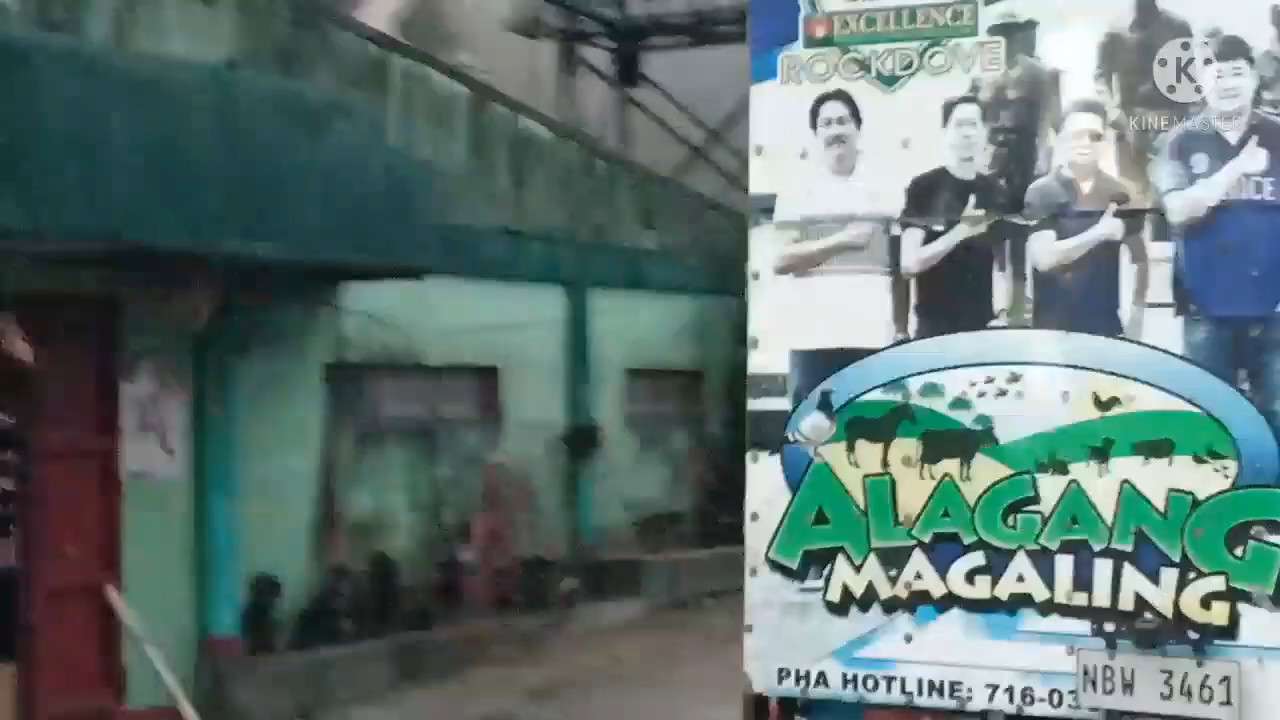 EXCELLENCE
ROCKDOVE
KINEMASTER
ALAGANG
MAGALING
PHA HOTLINE: 716-03
NBW 3461